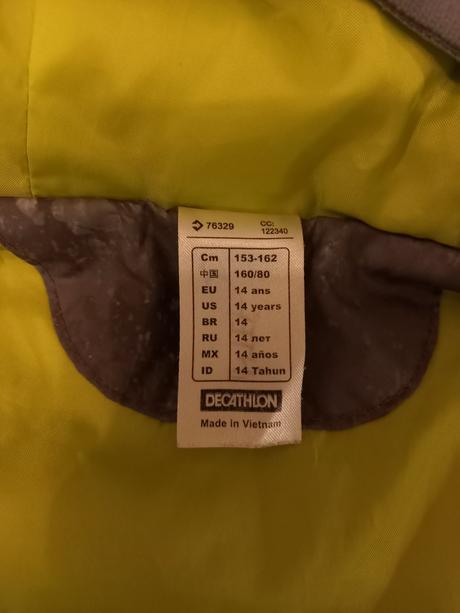 76329 CC:
122340
Cm 153-162
中国 160/80
EU 14 ans
US 14 years
BR 14
RU 14 лет
MX 14 años
ID 14 Tahun
DECATHLON
Made in Vietnam